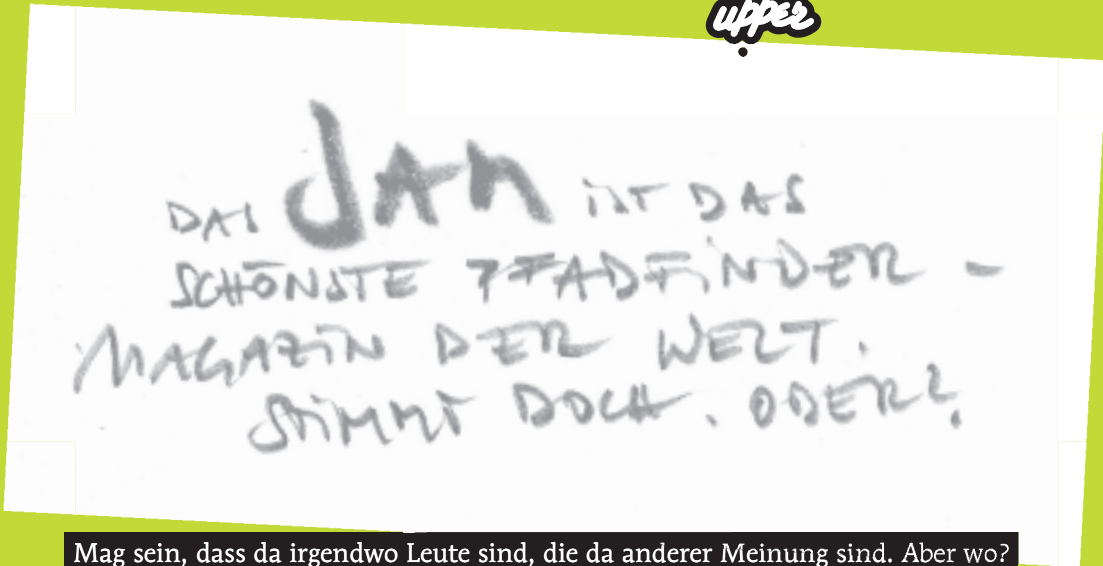 upper
DAS JAN iST DAS
SCHÖNSTE PFADFiNDER -
MAGAZiN DER WELT.
STiMMT DOCH. ODER?
Mag sein, dass da irgendwo Leute sind, die da anderer Meinung sind. Aber wo?